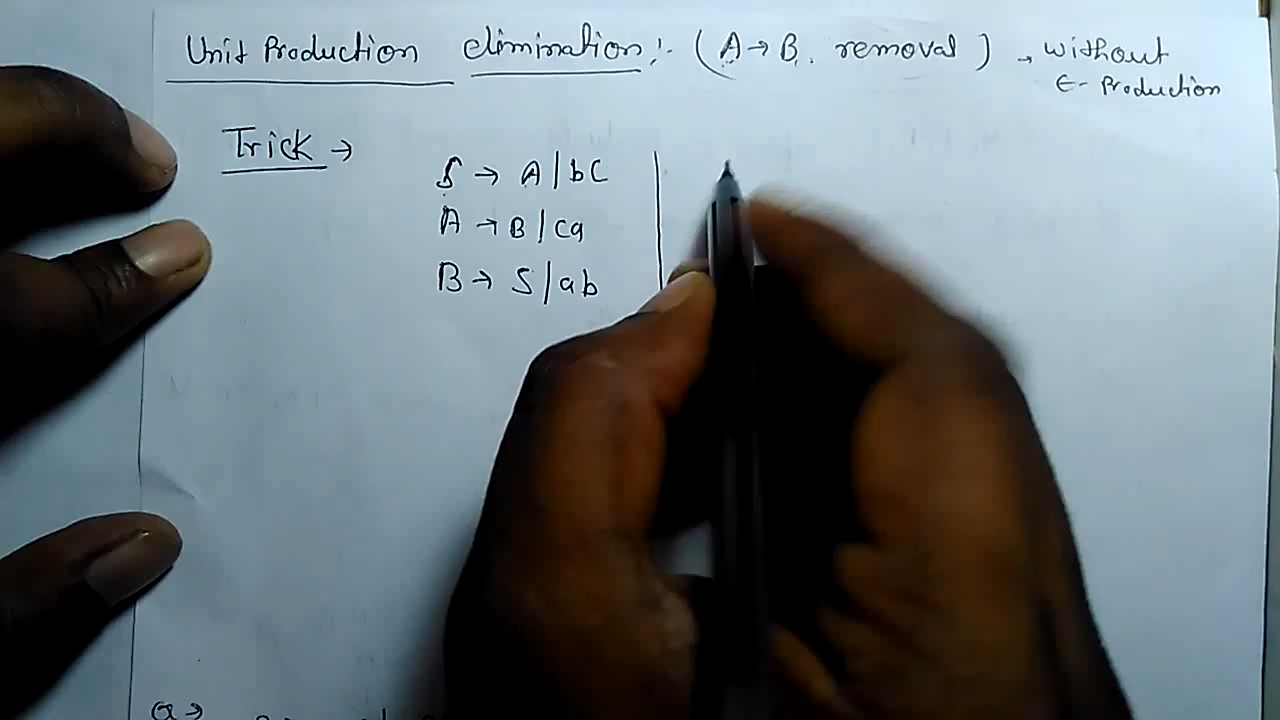 Unit Production elimination:- (A→B. removal) → without
ε- Production
Trick →
S → A|bC
A → B|Ca
B → S|ab
Q→